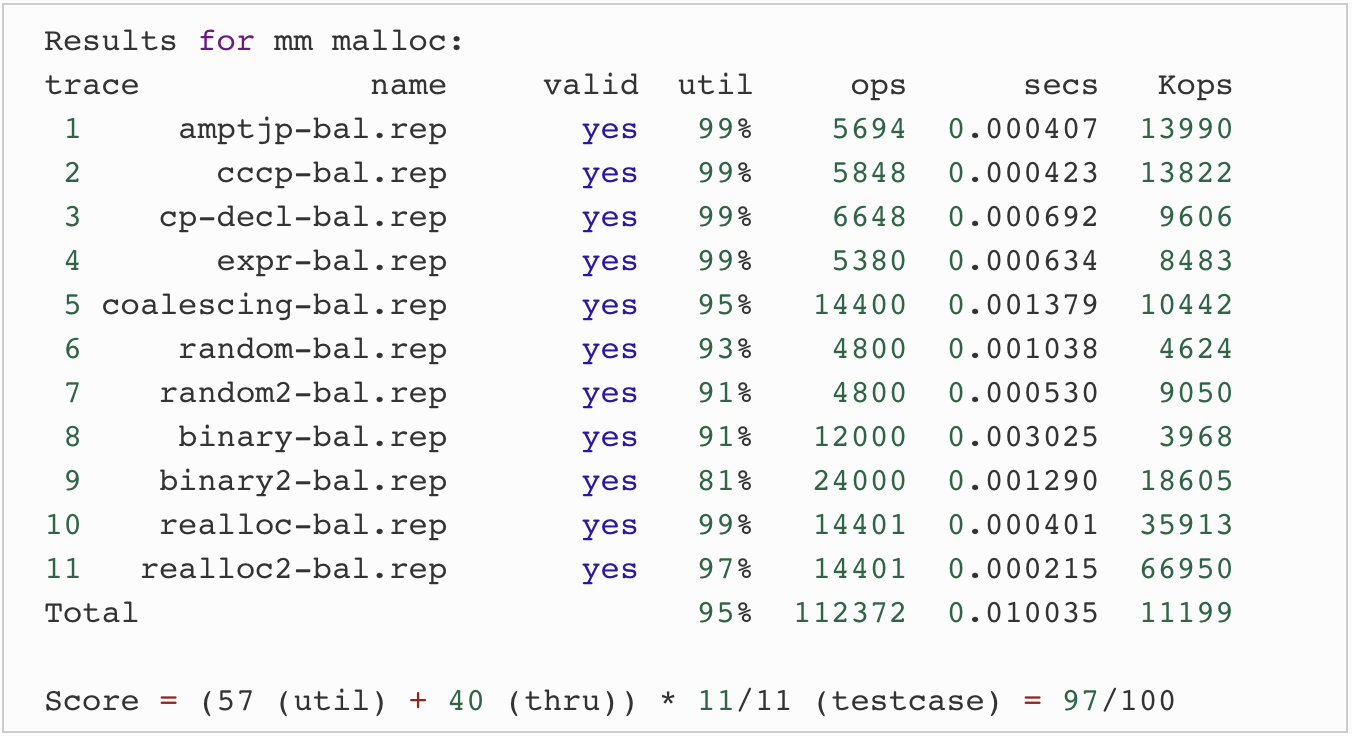 Results for mm malloc:
trace name valid util ops secs Kops
1 amptjp-bal.rep yes 99% 5694 0.000407 13990
2 cccp-bal.rep yes 99% 5848 0.000423 13822
3 cp-decl-bal.rep yes 99% 6648 0.000692 9606
4 expr-bal.rep yes 99% 5380 0.000634 8483
5 coalescing-bal.rep yes 95% 14400 0.001379 10442
6 random-bal.rep yes 93% 4800 0.001038 4624
7 random2-bal.rep yes 91% 4800 0.000530 9050
8 binary-bal.rep yes 91% 12000 0.003025 3968
9 binary2-bal.rep yes 81% 24000 0.001290 18605
10 realloc-bal.rep yes 99% 14401 0.000401 35913
11 realloc2-bal.rep yes 97% 14401 0.000215 66950
Total 95% 112372 0.010035 11199
Score = (57 (util) + 40 (thru)) * 11/11 (testcase) = 97/100